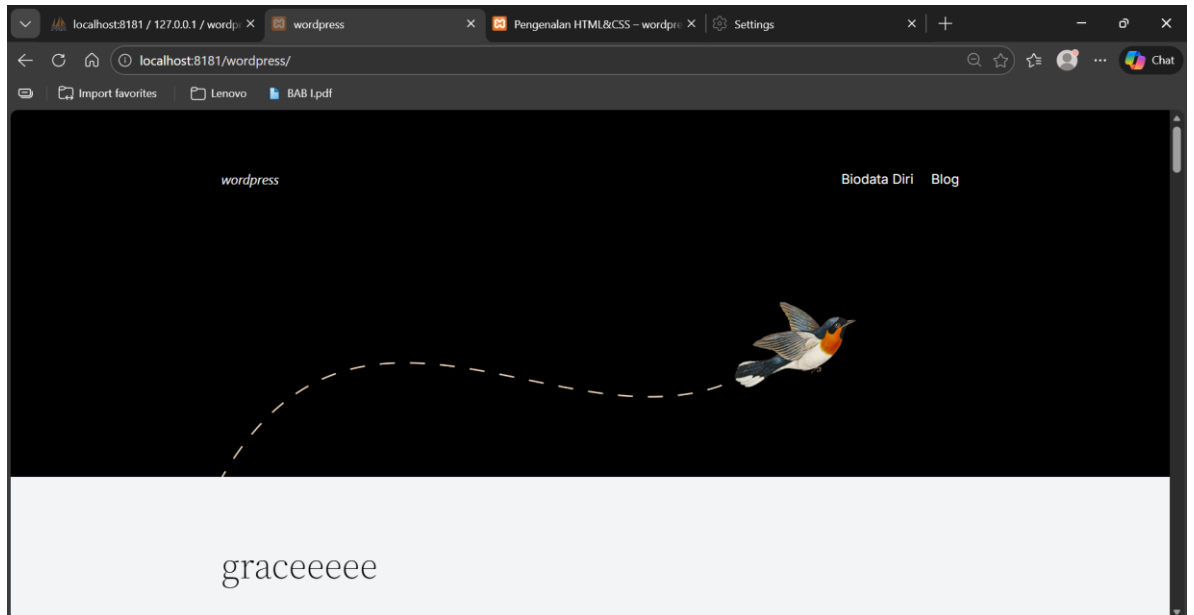 localhost:8181 / 127.0.0.1 / wordpr
wordpress
Pengenalan HTML&CSS – wordpre
Settings
localhost:8181/wordpress/
Chat
Import favorites
Lenovo
BAB I.pdf
wordpress
Biodata Diri
Blog
graceeeee